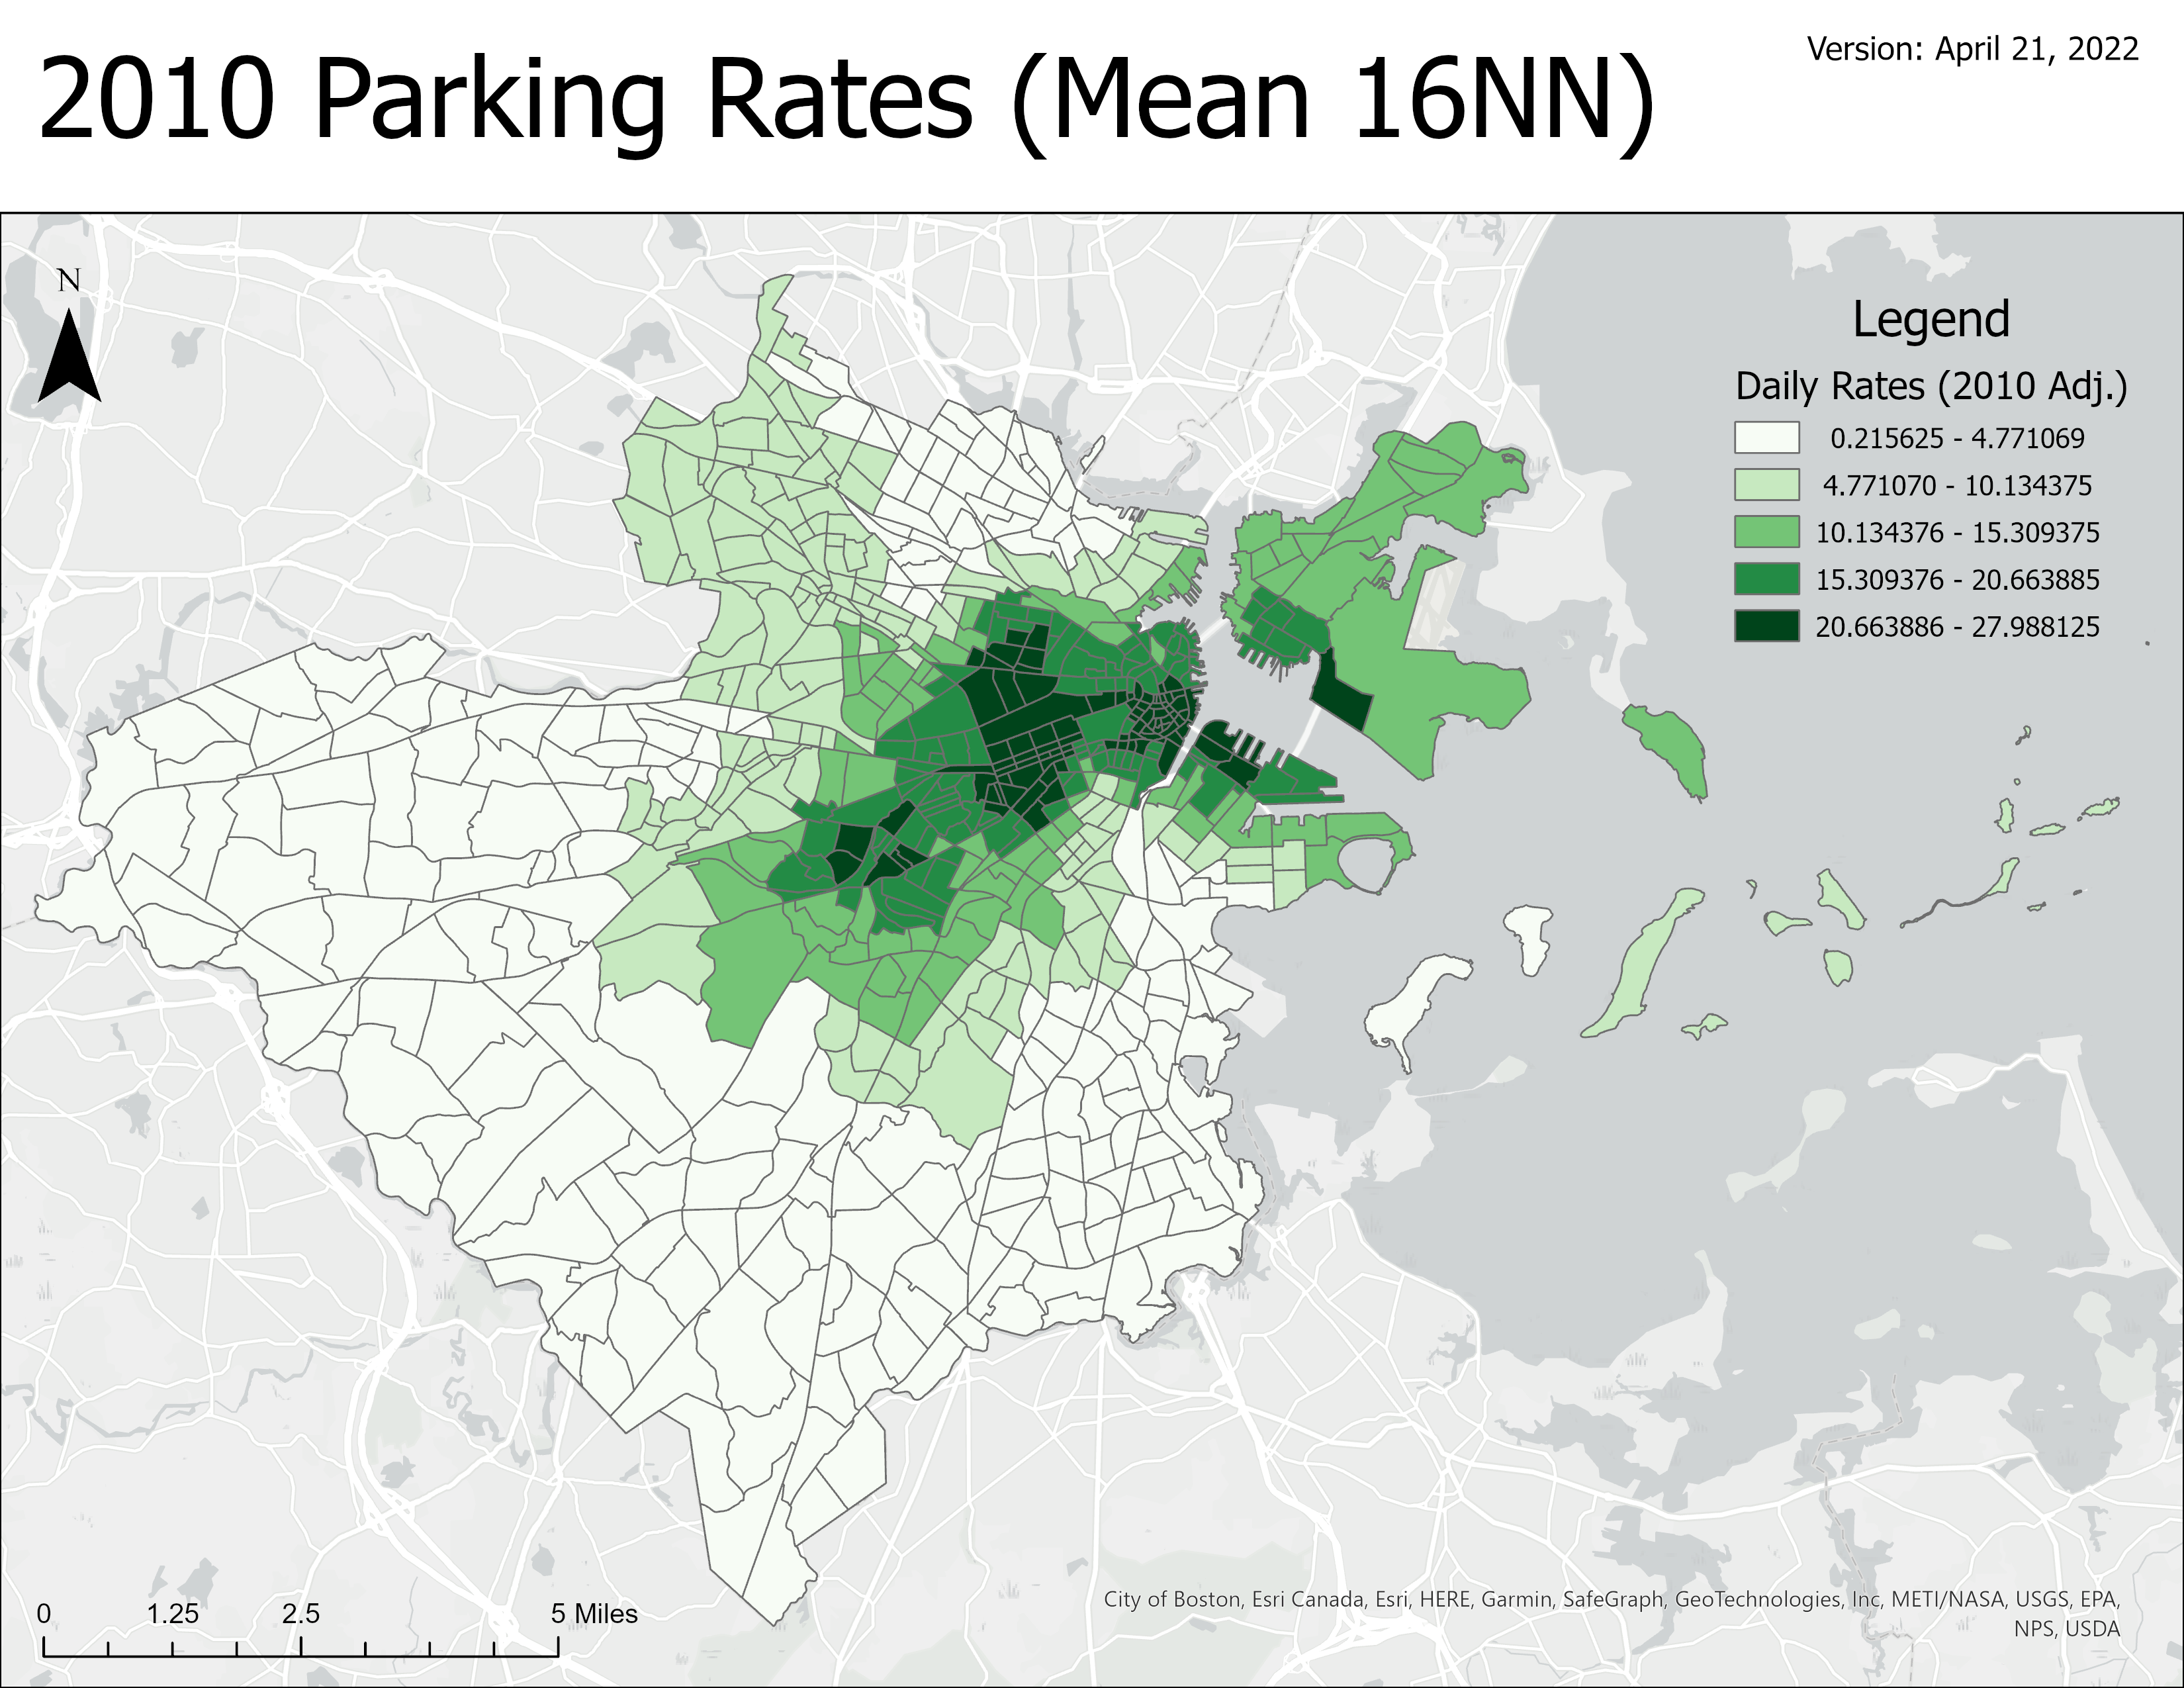 2010 Parking Rates (Mean 16NN)
Version: April 21, 2022
N
Legend
Daily Rates (2010 Adj.)
0.215625 - 4.771069
4.771070 - 10.134375
10.134376 - 15.309375
15.309376 - 20.663885
20.663886 - 27.988125
0 1.25 2.5 5 Miles
City of Boston, Esri Canada, Esri, HERE, Garmin, SafeGraph, GeoTechnologies, Inc, METI/NASA, USGS, EPA,
NPS, USDA